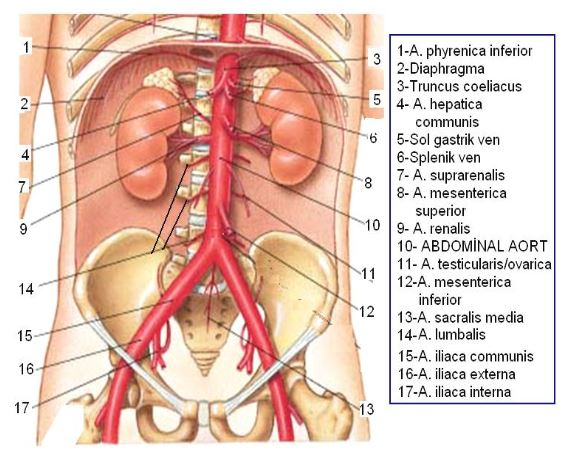 1
2
3
4
5
6
7
8
9
10
11
12
13
14
15
16
17
1-A. phyrenica inferior
2-Diaphragma
3-Truncus coeliacus
4- A. hepatica
communis
5-Sol gastrik ven
6-Splenik ven
7- A. suprarenalis
8- A. mesenterica
superior
9- A. renalis
10- ABDOMİNAL AORT
11- A. testicularis/ovarica
12-A. mesenterica
inferior
13-A. sacralis media
14-A. lumbalis
15-A. iliaca communis
16-A. iliaca externa
17-A. iliaca interna